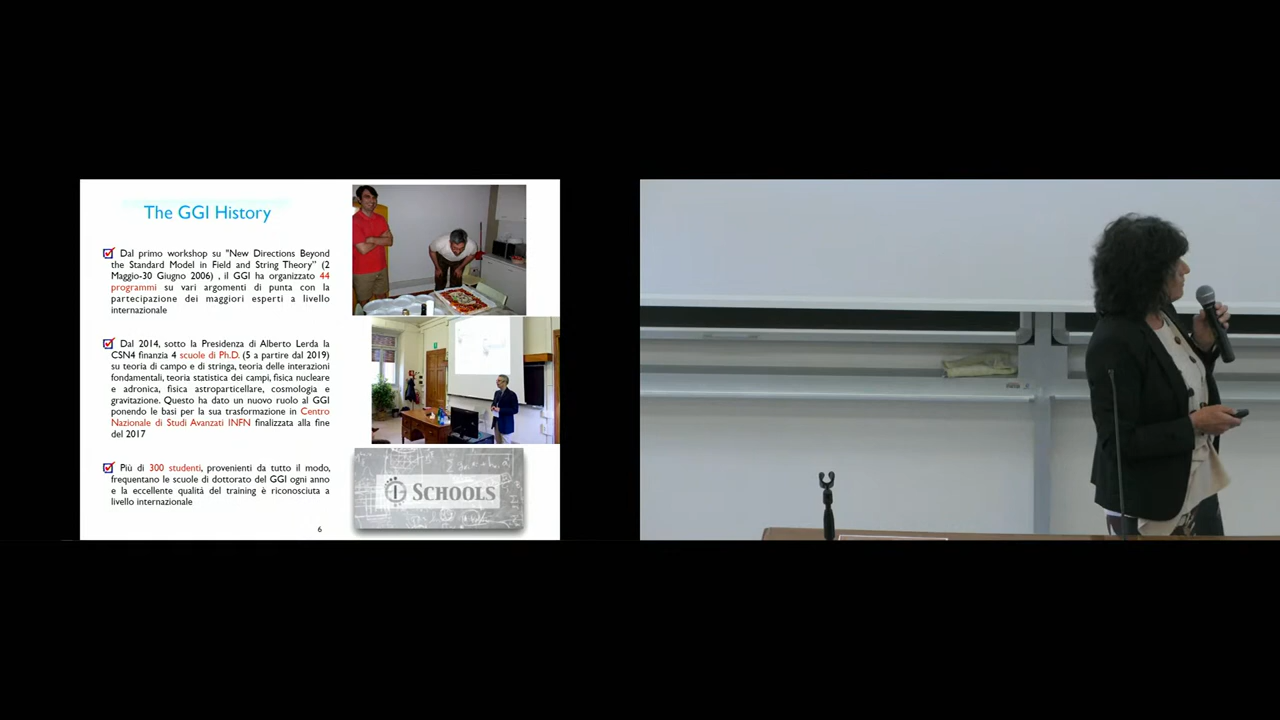 The GGI History
Dal primo workshop su "New Directions Beyond
the Standard Model in Field and String Theory" (2
Maggio-30 Giugno 2006) , il GGI ha organizzato 44
programmi su vari argomenti di punta con la
partecipazione dei maggiori esperti a livello
internazionale
Dal 2014, sotto la Presidenza di Alberto Lerda la
CSN4 finanzia 4 scuole di Ph.D. (5 a partire dal 2019)
su teoria di campo e di stringa, teoria delle interazioni
fondamentali, teoria statistica dei campi, fisica nucleare
e adronica, fisica astroparticellare, cosmologia e
gravitazione. Questo ha dato un nuovo ruolo al GGI
ponendo le basi per la sua trasformazione in Centro
Nazionale di Studi Avanzati INFN finalizzata alla fine
del 2017
Più di 300 studenti, provenienti da tutto il modo,
frequentano le scuole di dottorato del GGI ogni anno
e la eccellente qualità del training è riconosciuta a
livello internazionale
SCHOOLS
6